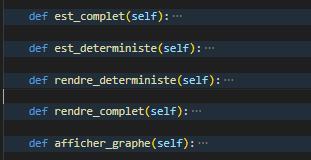 def est_complet(self):···
def est_deterministe(self):···
def rendre_deterministe(self):···
def rendre_complet(self):···
def afficher_graphe(self):···